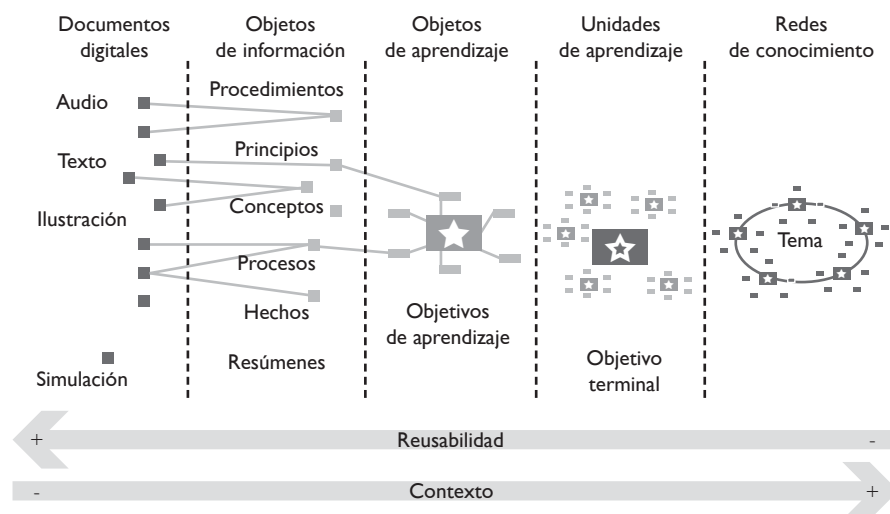 Documentos
digitales
Objetos
de información
Objetos
de aprendizaje
Unidades
de aprendizaje
Redes
de conocimiento
Audio
Texto
Ilustración
Simulación
Procedimientos
Principios
Conceptos
Procesos
Hechos
Resúmenes
Objetivos
de aprendizaje
Objetivo
terminal
Tema
+ Reusabilidad -
- Contexto +